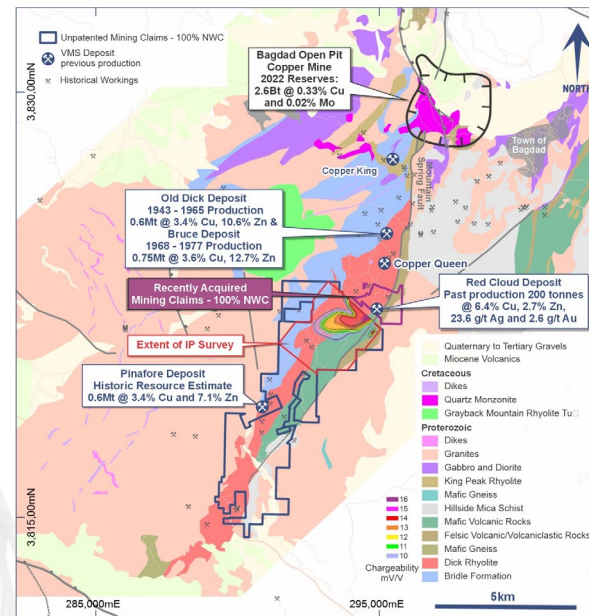 Unpatented Mining Claims - 100% NWC
VMS Deposit
previous production
Historical Workings
Bagdad Open Pit
Copper Mine
2022 Reserves:
2.6Bt @ 0.33% Cu
and 0.02% Mo
NORTH
3,830,000mN
Town of
Bagdad
Copper King
Mountain
Spring Fault
Old Dick Deposit
1943 - 1965 Production
0.6Mt @ 3.4% Cu, 10.6% Zn &
Bruce Deposit
1968 - 1977 Production
0.75Mt @ 3.6% Cu, 12.7% Zn
Copper Queen
Recently Acquired
Mining Claims - 100% NWC
Red Cloud Deposit
Past production 200 tonnes
@ 6.4% Cu, 2.7% Zn,
23.6 g/t Ag and 2.6 g/t Au
Extent of IP Survey
Pinafore Deposit
Historic Resource Estimate
0.6Mt @ 3.4% Cu and 7.1% Zn
Quaternary to Tertiary Gravels
Miocene Volcanics
Cretaceous
Dikes
Quartz Monzonite
Grayback Mountain Rhyolite Tu□
Proterozoic
Dikes
Granites
Gabbro and Diorite
King Peak Rhyolite
Mafic Gneiss
Hillside Mica Schist
Mafic Volcanic Rocks
Felsic Volcanic/Volcaniclastic Rocks
Mafic Gneiss
Dick Rhyolite
Bridle Formation
16
15
14
13
12
11
10
Chargeability
mV/V
3,815,000mN
285,000mE
295,000mE
5km